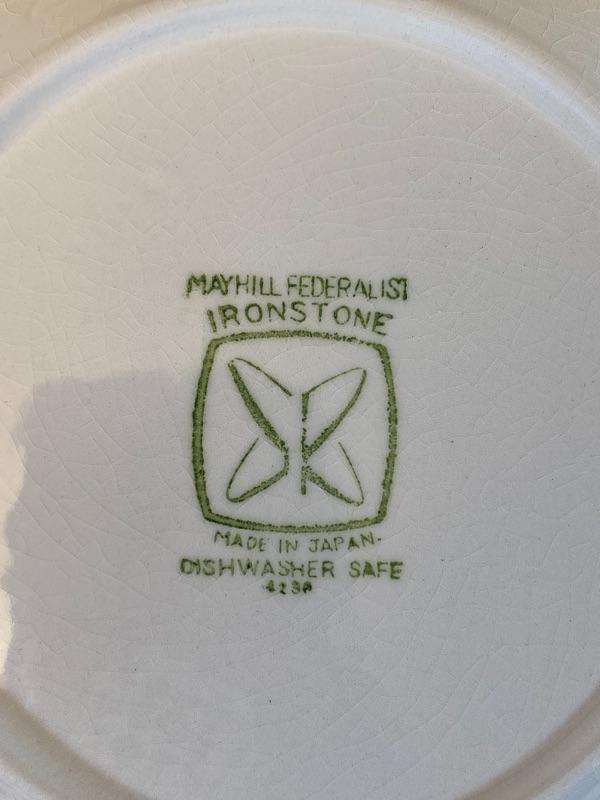 MAYHILL FEDERALIST
IRONSTONE
MADE IN JAPAN
DISHWASHER SAFE